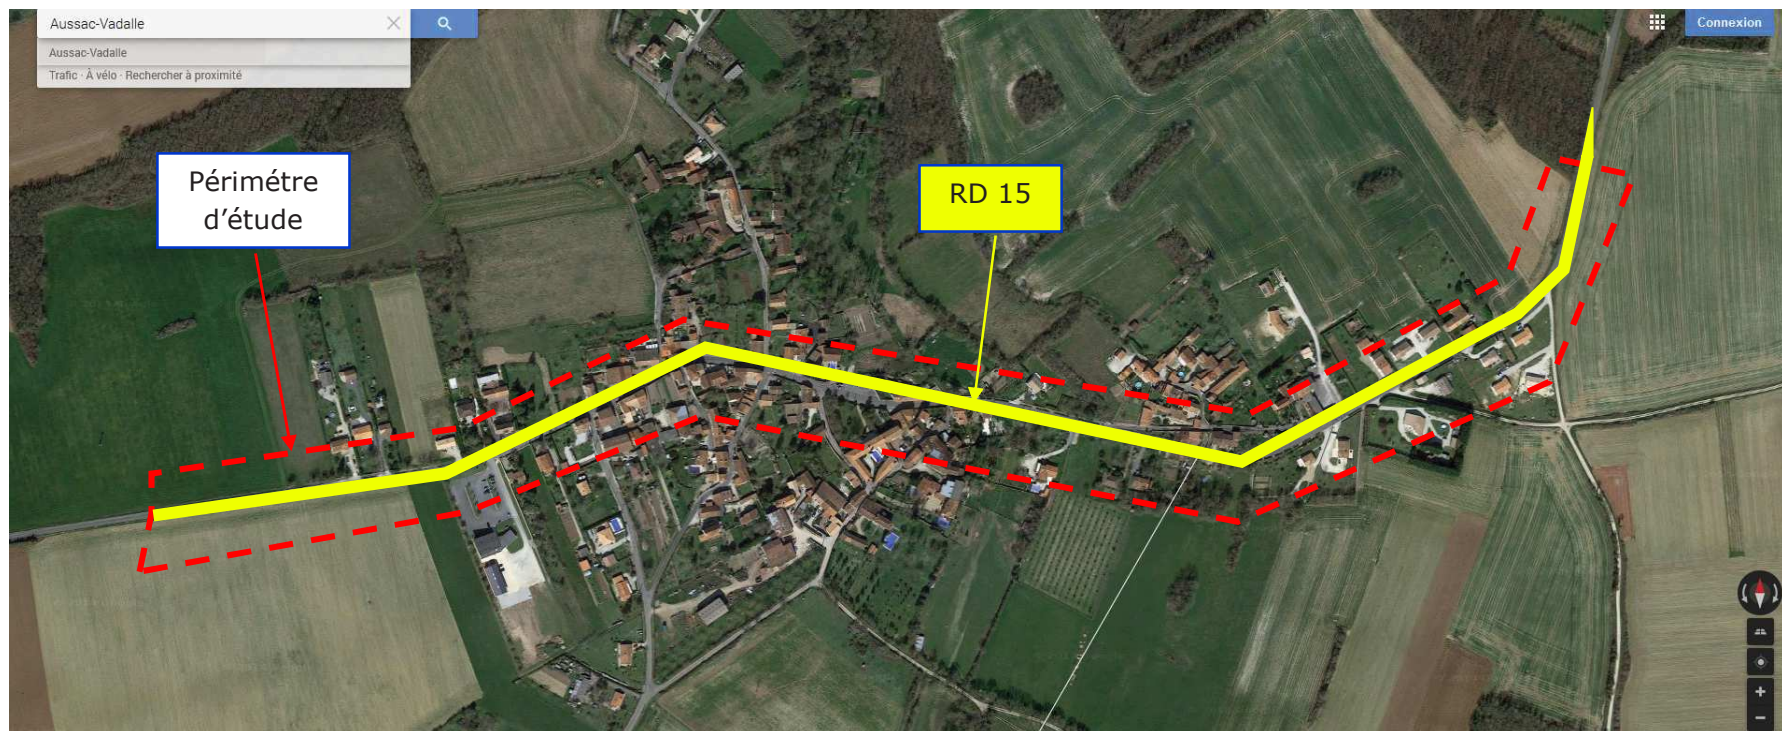 Aussac-Vadalle
Aussac-Vadalle
Trafic · À vélo · Rechercher à proximité
Connexion
Périmétre
d’étude
RD 15